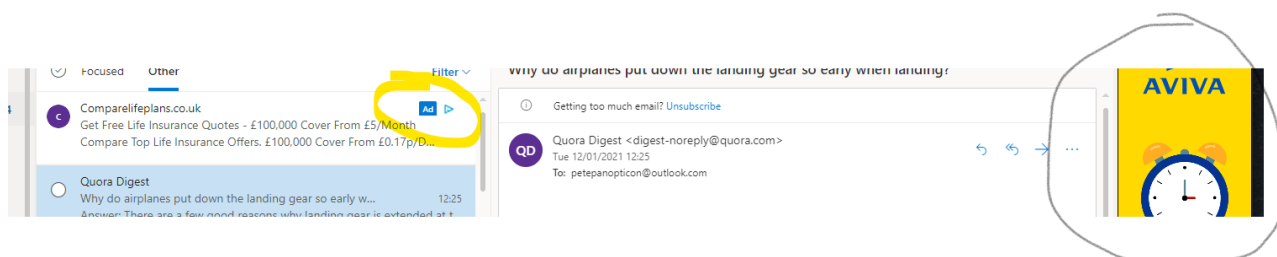 Focused Other Filter
Comparelifeplans.co.uk Ad
Get Free Life Insurance Quotes - £100,000 Cover From £5/Month
Compare Top Life Insurance Offers. £100,000 Cover From £0.17p/D...
Quora Digest
Why do airplanes put down the landing gear so early w... 12:25
Answer: There are a few good reasons why landing gear is extended at t
Why do airplanes put down the landing gear so early when landing?
Getting too much email? Unsubscribe
QD
Quora Digest <digest-noreply@quora.com>
Tue 12/01/2021 12:25
To: petepanopticon@outlook.com
AVIVA